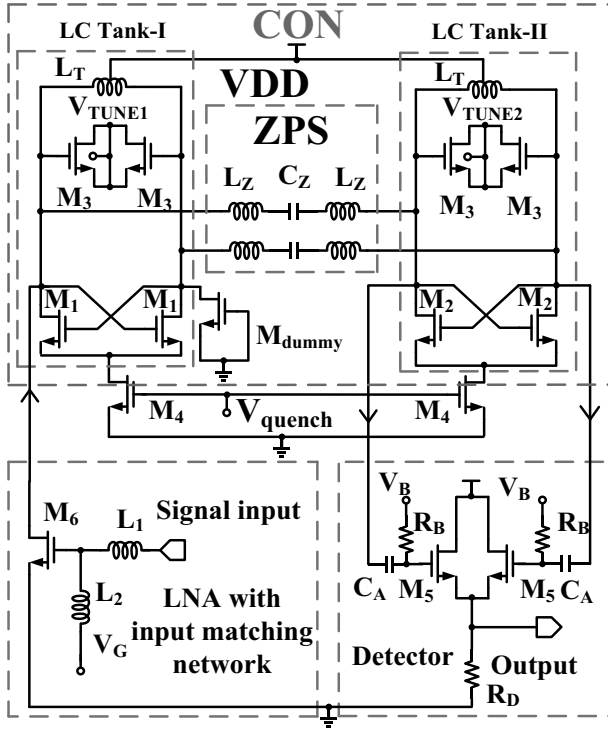 LC Tank-I
CON
LC Tank-II
L_T
VDD
L_T
V_TUNE1
V_TUNE2
ZPS
L_Z
C_Z
L_Z
M_3
M_3
M_3
M_3
M_1
M_1
M_2
M_2
M_dummy
M_4
V_quench
M_4
M_6
Signal input
V_B
V_B
L_1
R_B
R_B
L_2
LNA with
input matching
network
V_G
C_A
M_5
M_5
C_A
Detector
Output
R_D